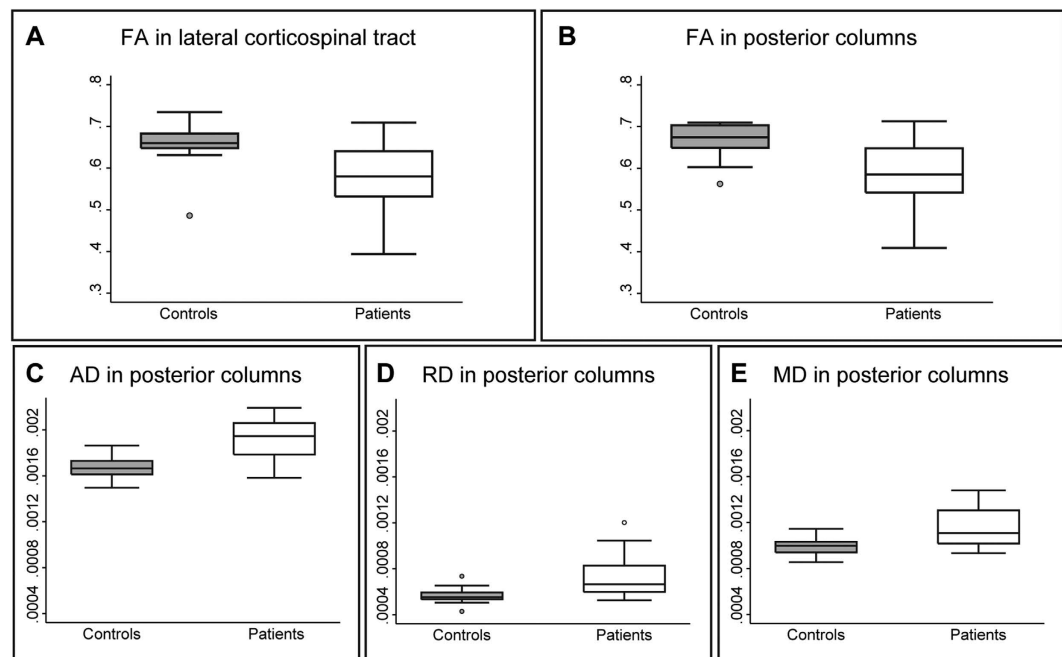 A FA in lateral corticospinal tract
.8
.7
.6
.5
.4
.3
Controls Patients
B FA in posterior columns
.8
.7
.6
.5
.4
.3
Controls Patients
C AD in posterior columns
.002
.0016
.0012
.0008
.0004
Controls Patients
D RD in posterior columns
.002
.0016
.0012
.0008
.0004
Controls Patients
E MD in posterior columns
.002
.0016
.0012
.0008
.0004
Controls Patients